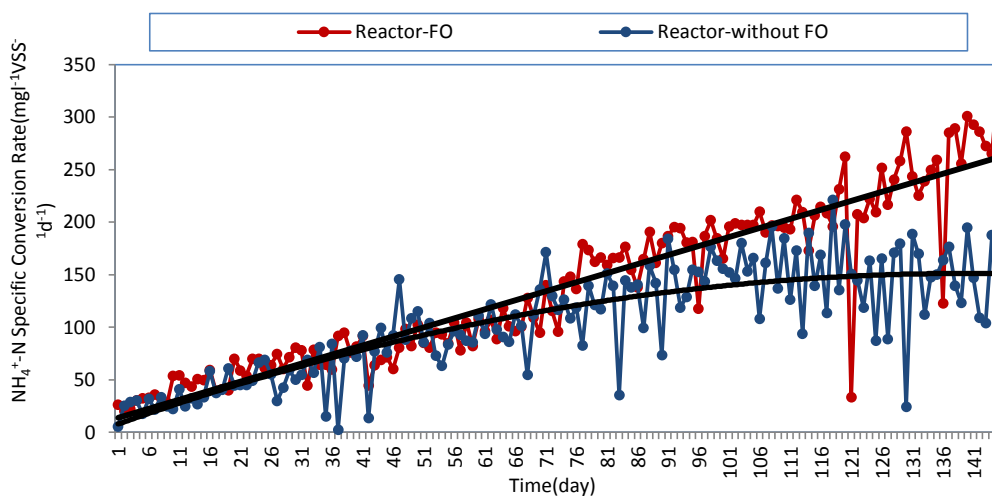 Reactor-FO
Reactor-without FO
NH₄⁺-N Specific Conversion Rate(mgl⁻¹VSS⁻
¹d⁻¹)
350
300
250
200
150
100
50
0
1 6 11 16 21 26 31 36 41 46 51 56 61 66 71 76 81 86 91 96 101 106 111 116 121 126 131 136 141
Time(day)